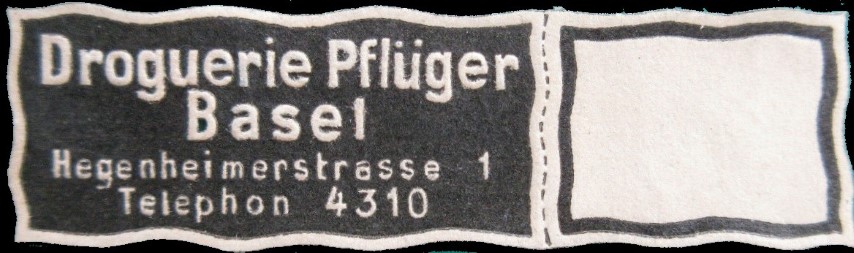 Droguerie Pflüger
Basel
Hegenheimerstrasse 1
Telephon 4310